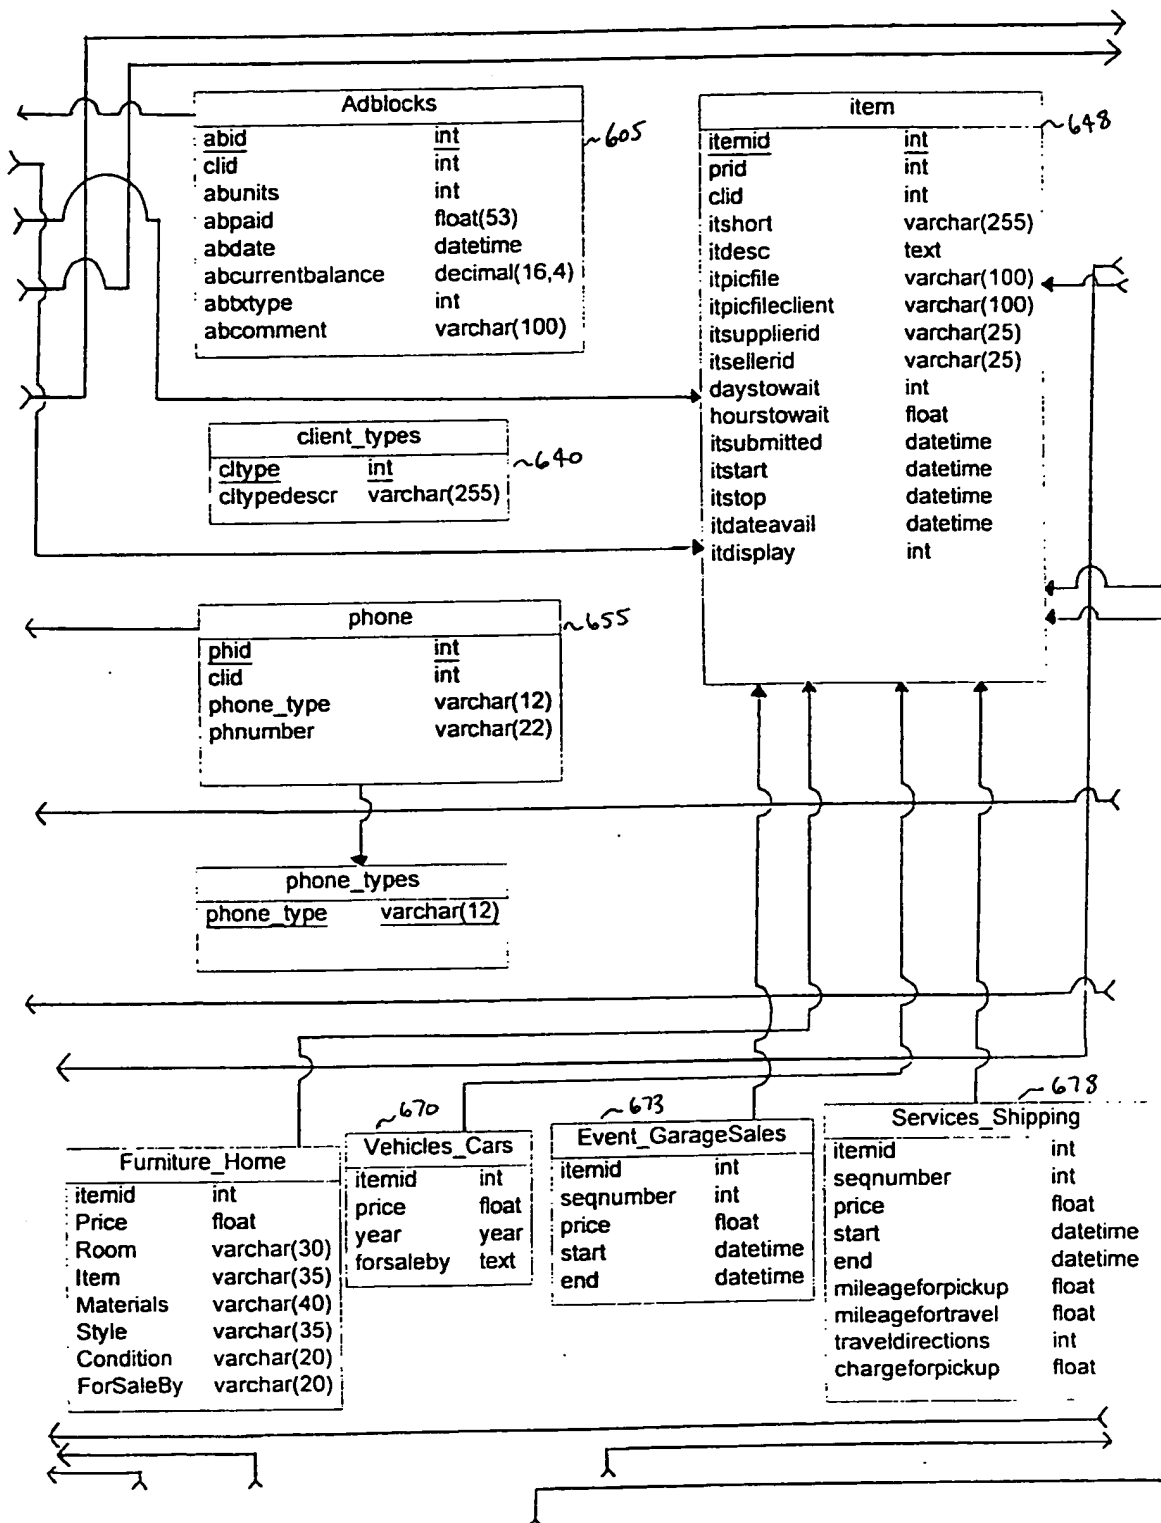 Adblocks
~605
abid int
clid int
abunits int
abpaid float(53)
abdate datetime
abcurrentbalance decimal(16,4)
abtxtype int
abcomment varchar(100)
item
~648
itemid int
prid int
clid int
itshort varchar(255)
itdesc text
itpicfile varchar(100)
itpicfileclient varchar(100)
itsupplierid varchar(25)
itsellerid varchar(25)
daystowait int
hourstowait float
itsubmitted datetime
itstart datetime
itstop datetime
itdateavail datetime
itdisplay int
client_types
~640
cltype int
cltypedescr varchar(255)
phone
~655
phid int
clid int
phone_type varchar(12)
phnumber varchar(22)
phone_types
phone_type varchar(12)
Furniture_Home
itemid int
Price float
Room varchar(30)
Item varchar(35)
Materials varchar(40)
Style varchar(35)
Condition varchar(20)
ForSaleBy varchar(20)
~670
Vehicles_Cars
itemid int
price float
year year
forsaleby text
~673
Event_GarageSales
itemid int
seqnumber int
price float
start datetime
end datetime
~678
Services_Shipping
itemid int
seqnumber int
price float
start datetime
end datetime
mileageforpickup float
mileagefortravel float
traveldirections int
chargeforpickup float